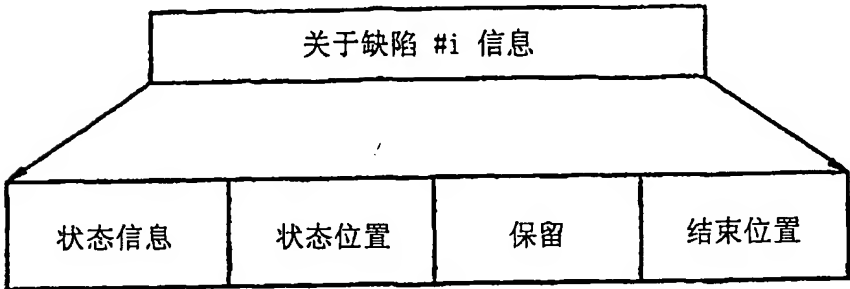 关于缺陷 #i 信息
状态信息
状态位置
保留
结束位置